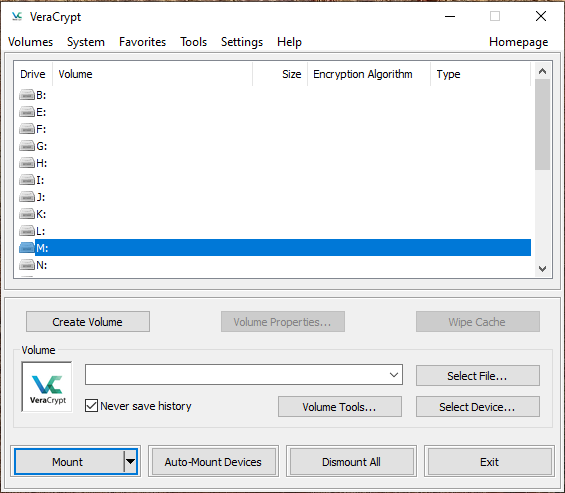 VeraCrypt
Volumes System Favorites Tools Settings Help Homepage
Drive Volume Size Encryption Algorithm Type
B:
E:
F:
G:
H:
I:
J:
K:
L:
M:
N:
Create Volume Volume Properties... Wipe Cache
Volume
VeraCrypt
Select File...
Never save history Volume Tools... Select Device...
Mount Auto-Mount Devices Dismount All Exit